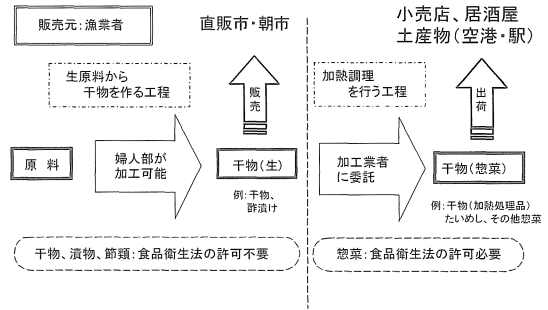 販売元：漁業者
直販市・朝市
小売店、居酒屋
土産物（空港・駅）
生原料から
干物を作る工程
販売
加熱調理
を行う工程
出荷
原料
婦人部が
加工可能
干物（生）
加工業者
に委託
干物（惣菜）
例：干物、
酢漬け
例：干物（加熱処理品）
たいめし、その他惣菜
干物、漬物、節類：食品衛生法の許可不要
惣菜：食品衛生法の許可必要